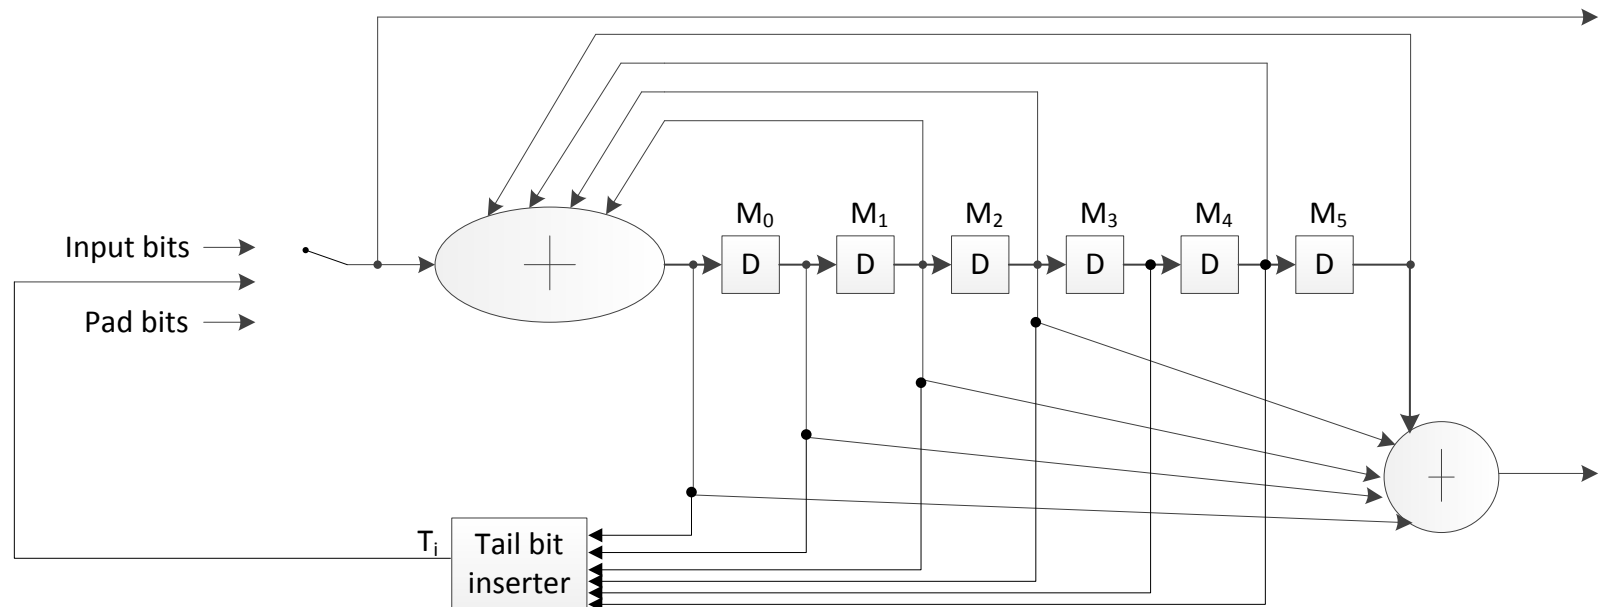 M₀ M₁ M₂ M₃ M₄ M₅
Input bits
D D D D D D
Pad bits
Tᵢ
Tail bit
inserter